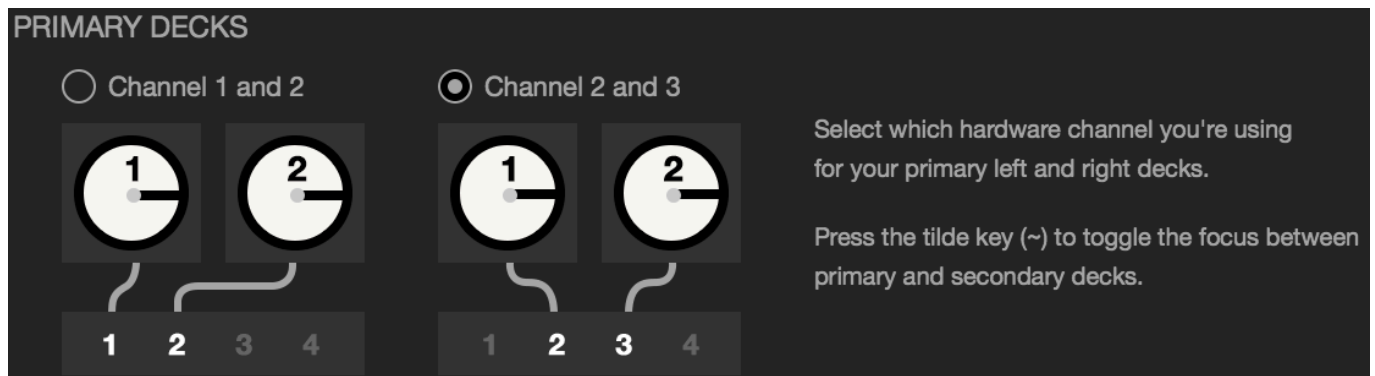 PRIMARY DECKS
Channel 1 and 2
1 2
1 2 3 4
Channel 2 and 3
1 2
1 2 3 4
Select which hardware channel you're using
for your primary left and right decks.
Press the tilde key (~) to toggle the focus between
primary and secondary decks.